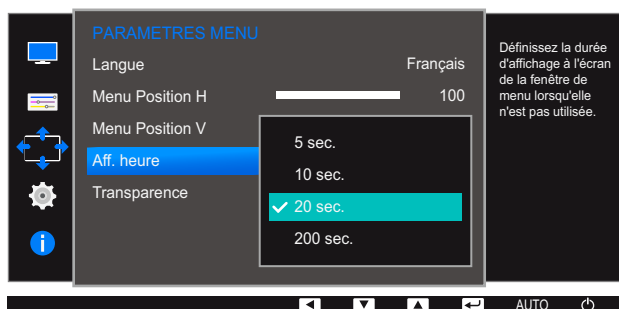 PARAMETRES MENU
Langue Français
Menu Position H 100
Menu Position V
Aff. heure
Transparence
5 sec.
10 sec.
20 sec.
200 sec.
Définissez la durée
d'affichage à l'écran
de la fenêtre de
menu lorsqu'elle
n'est pas utilisée.
AUTO